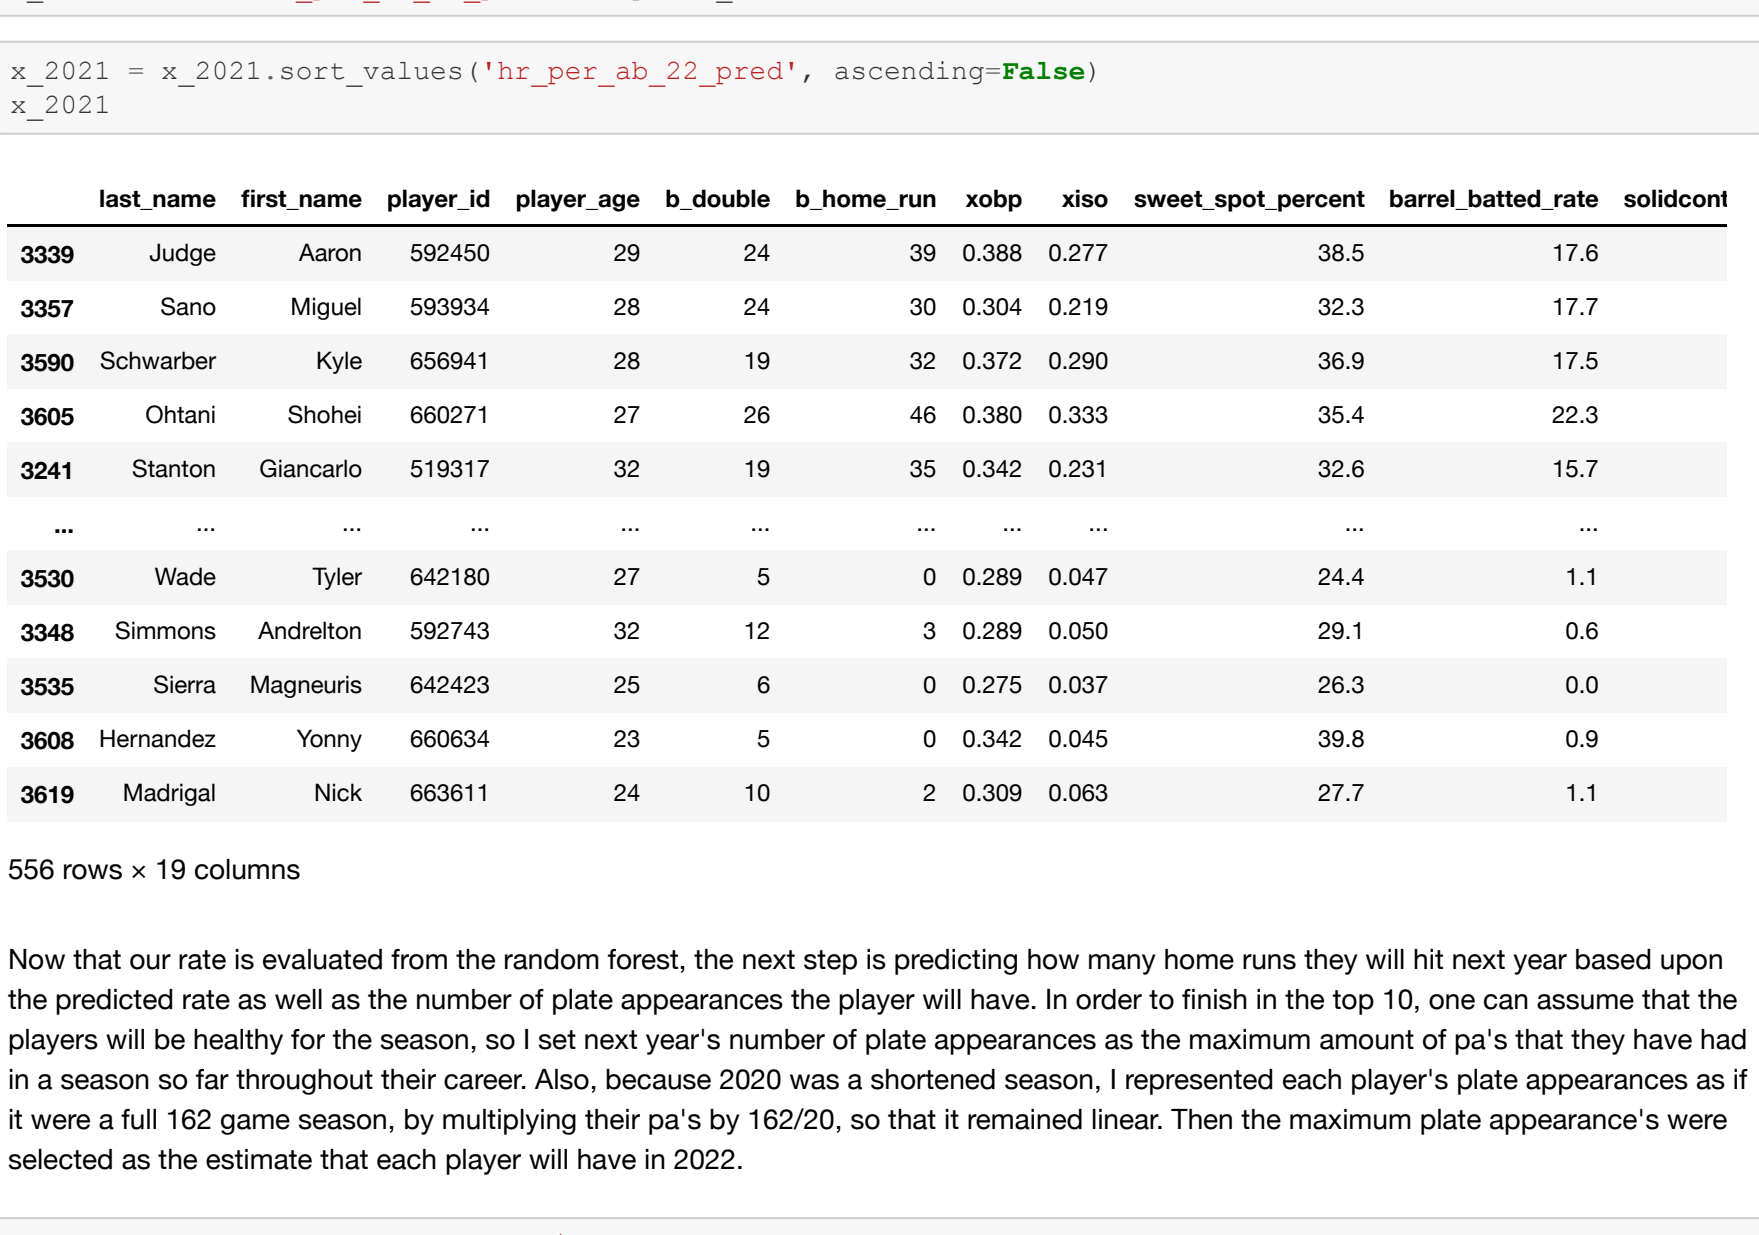 x_2021 = x_2021.sort_values('hr_per_ab_22_pred', ascending=False)
x_2021
last_name first_name player_id player_age b_double b_home_run xobp xiso sweet_spot_percent barrel_batted_rate solidcont
3339 Judge Aaron 592450 29 24 39 0.388 0.277 38.5 17.6
3357 Sano Miguel 593934 28 24 30 0.304 0.219 32.3 17.7
3590 Schwarber Kyle 656941 28 19 32 0.372 0.290 36.9 17.5
3605 Ohtani Shohei 660271 27 26 46 0.380 0.333 35.4 22.3
3241 Stanton Giancarlo 519317 32 19 35 0.342 0.231 32.6 15.7
... ... ... ... ... ... ... ... ... ... ...
3530 Wade Tyler 642180 27 5 0 0.289 0.047 24.4 1.1
3348 Simmons Andrelton 592743 32 12 3 0.289 0.050 29.1 0.6
3535 Sierra Magneuris 642423 25 6 0 0.275 0.037 26.3 0.0
3608 Hernandez Yonny 660634 23 5 0 0.342 0.045 39.8 0.9
3619 Madrigal Nick 663611 24 10 2 0.309 0.063 27.7 1.1
556 rows × 19 columns
Now that our rate is evaluated from the random forest, the next step is predicting how many home runs they will hit next year based upon
the predicted rate as well as the number of plate appearances the player will have. In order to finish in the top 10, one can assume that the
players will be healthy for the season, so I set next year's number of plate appearances as the maximum amount of pa's that they have had
in a season so far throughout their career. Also, because 2020 was a shortened season, I represented each player's plate appearances as if
it were a full 162 game season, by multiplying their pa's by 162/20, so that it remained linear. Then the maximum plate appearance's were
selected as the estimate that each player will have in 2022.